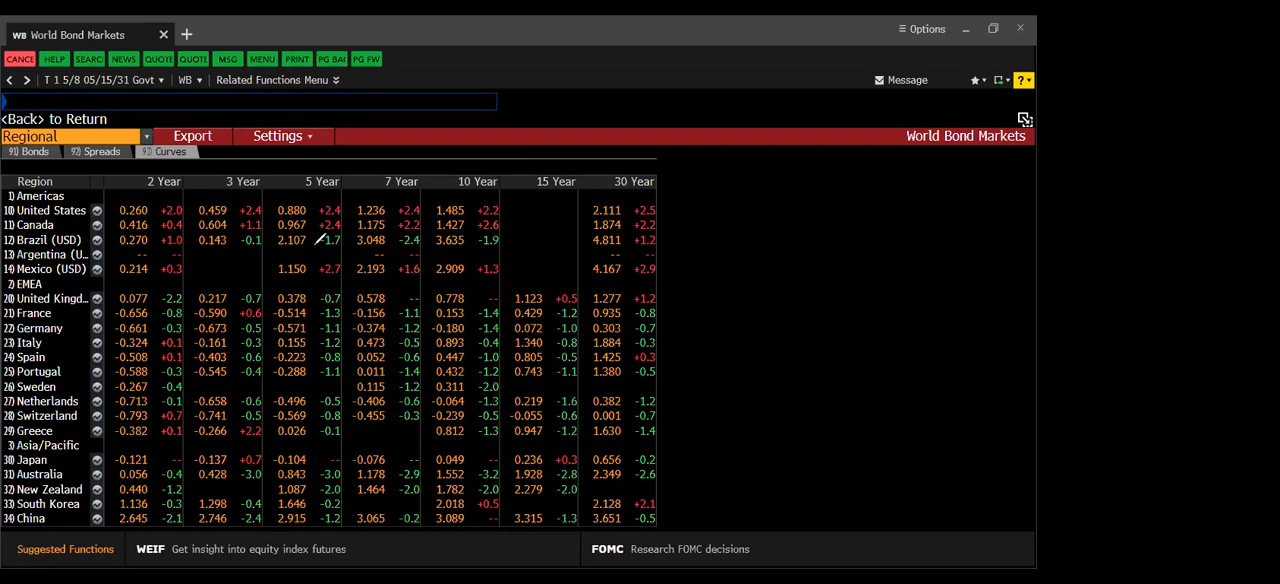 WB World Bond Markets
Options
CANCE HELP SEARC NEWS QUOTE QUOTE MSG MENU PRINT PG BAC PG FW
T 1 5/8 05/15/31 Govt WB Related Functions Menu Message ?
<Back> to Return
Regional Export Settings World Bond Markets
91) Bonds 92) Spreads 93) Curves
Region 2 Year 3 Year 5 Year 7 Year 10 Year 15 Year 30 Year
1) Americas
10) United States 0.260 +2.0 0.459 +2.4 0.880 +2.4 1.236 +2.4 1.485 +2.2 2.111 +2.5
11) Canada 0.416 +0.4 0.604 +1.1 0.967 +2.4 1.175 +2.2 1.427 +2.6 1.874 +2.2
12) Brazil (USD) 0.270 +1.0 0.143 -0.1 2.107 -1.7 3.048 -2.4 3.635 -1.9 4.811 +1.2
13) Argentina (U... -- -- -- -- -- --
14) Mexico (USD) 0.214 +0.3 1.150 +2.7 2.193 +1.6 2.909 +1.3 4.167 +2.9
2) EMEA
20) United Kingd... 0.077 -2.2 0.217 -0.7 0.378 -0.7 0.578 -- 0.778 -- 1.123 +0.5 1.277 +1.2
21) France -0.656 -0.8 -0.590 +0.6 -0.514 -1.3 -0.156 -1.1 0.153 -1.4 0.429 -1.2 0.935 -0.8
22) Germany -0.661 -0.3 -0.673 -0.5 -0.571 -1.1 -0.374 -1.2 -0.180 -1.4 0.072 -1.0 0.303 -0.7
23) Italy -0.324 +0.1 -0.161 -0.3 0.155 -1.2 0.473 -0.5 0.893 -0.4 1.340 -0.8 1.884 -0.3
24) Spain -0.508 +0.1 -0.403 -0.6 -0.223 -0.8 0.052 -0.6 0.447 -1.0 0.805 -0.5 1.425 +0.3
25) Portugal -0.588 -0.3 -0.545 -0.4 -0.288 -1.1 0.011 -1.4 0.432 -1.2 0.743 -1.1 1.380 -0.5
26) Sweden -0.267 -0.4 0.115 -1.2 0.311 -2.0
27) Netherlands -0.713 -0.1 -0.658 -0.6 -0.496 -0.5 -0.406 -0.6 -0.064 -1.3 0.219 -1.6 0.382 -1.2
28) Switzerland -0.793 +0.7 -0.741 -0.5 -0.569 -0.8 -0.455 -0.3 -0.239 -0.5 -0.055 -0.6 0.001 -0.7
29) Greece -0.382 +0.1 -0.266 +2.2 0.026 -0.1 0.812 -1.3 0.947 -1.2 1.630 -1.4
3) Asia/Pacific
30) Japan -0.121 -- -0.137 +0.7 -0.104 -- -0.076 -- 0.049 -- 0.236 +0.3 0.656 -0.2
31) Australia 0.056 -0.4 0.428 -3.0 0.843 -3.0 1.178 -2.9 1.552 -3.2 1.928 -2.8 2.349 -2.6
32) New Zealand 0.440 -1.2 1.087 -2.0 1.464 -2.0 1.782 -2.0 2.279 -2.0
33) South Korea 1.136 -0.3 1.298 -0.4 1.646 -0.2 2.018 +0.5 2.128 +2.1
34) China 2.645 -2.1 2.746 -2.4 2.915 -1.2 3.065 -0.2 3.089 -- 3.315 -1.3 3.651 -0.5
Suggested Functions WEIF Get insight into equity index futures FOMC Research FOMC decisions